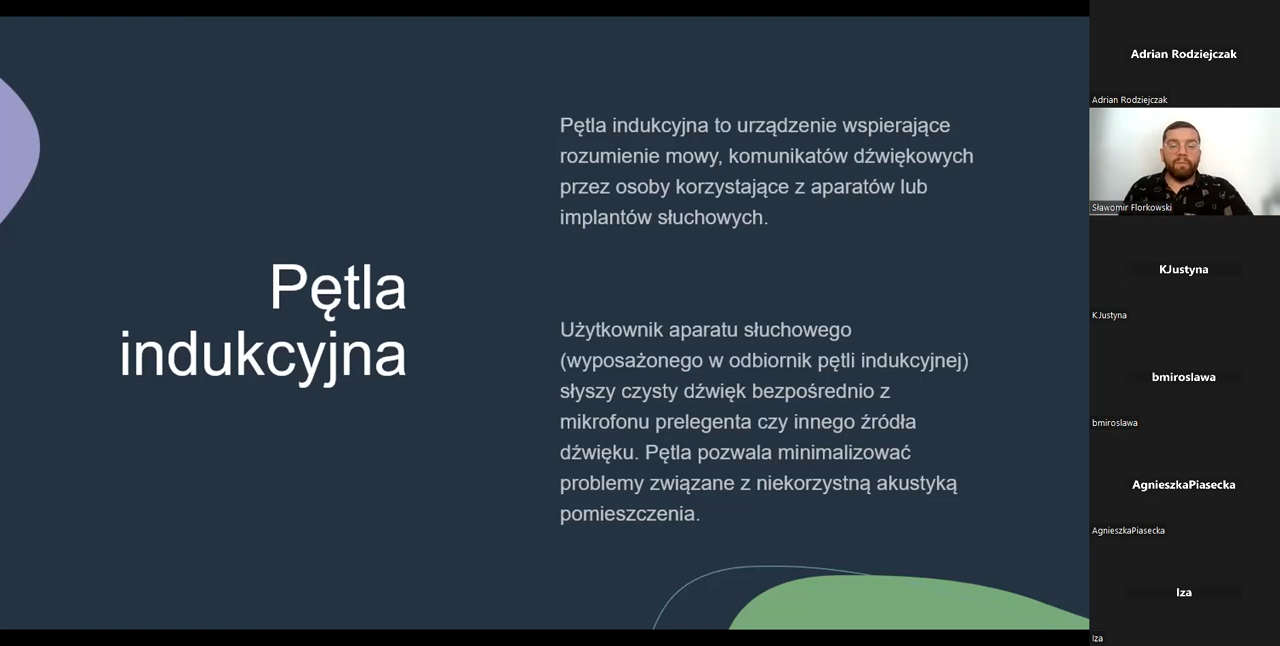 Pętla
indukcyjna
Pętla indukcyjna to urządzenie wspierające
rozumienie mowy, komunikatów dźwiękowych
przez osoby korzystające z aparatów lub
implantów słuchowych.
Użytkownik aparatu słuchowego
(wyposażonego w odbiornik pętli indukcyjnej)
słyszy czysty dźwięk bezpośrednio z
mikrofonu prelegenta czy innego źródła
dźwięku. Pętla pozwala minimalizować
problemy związane z niekorzystną akustyką
pomieszczenia.
Adrian Rodziejczak
Adrian Rodziejczak
Sławomir Florkowski
KJustyna
KJustyna
bmiroslawa
bmiroslawa
AgnieszkaPiasecka
AgnieszkaPiasecka
Iza
Iza